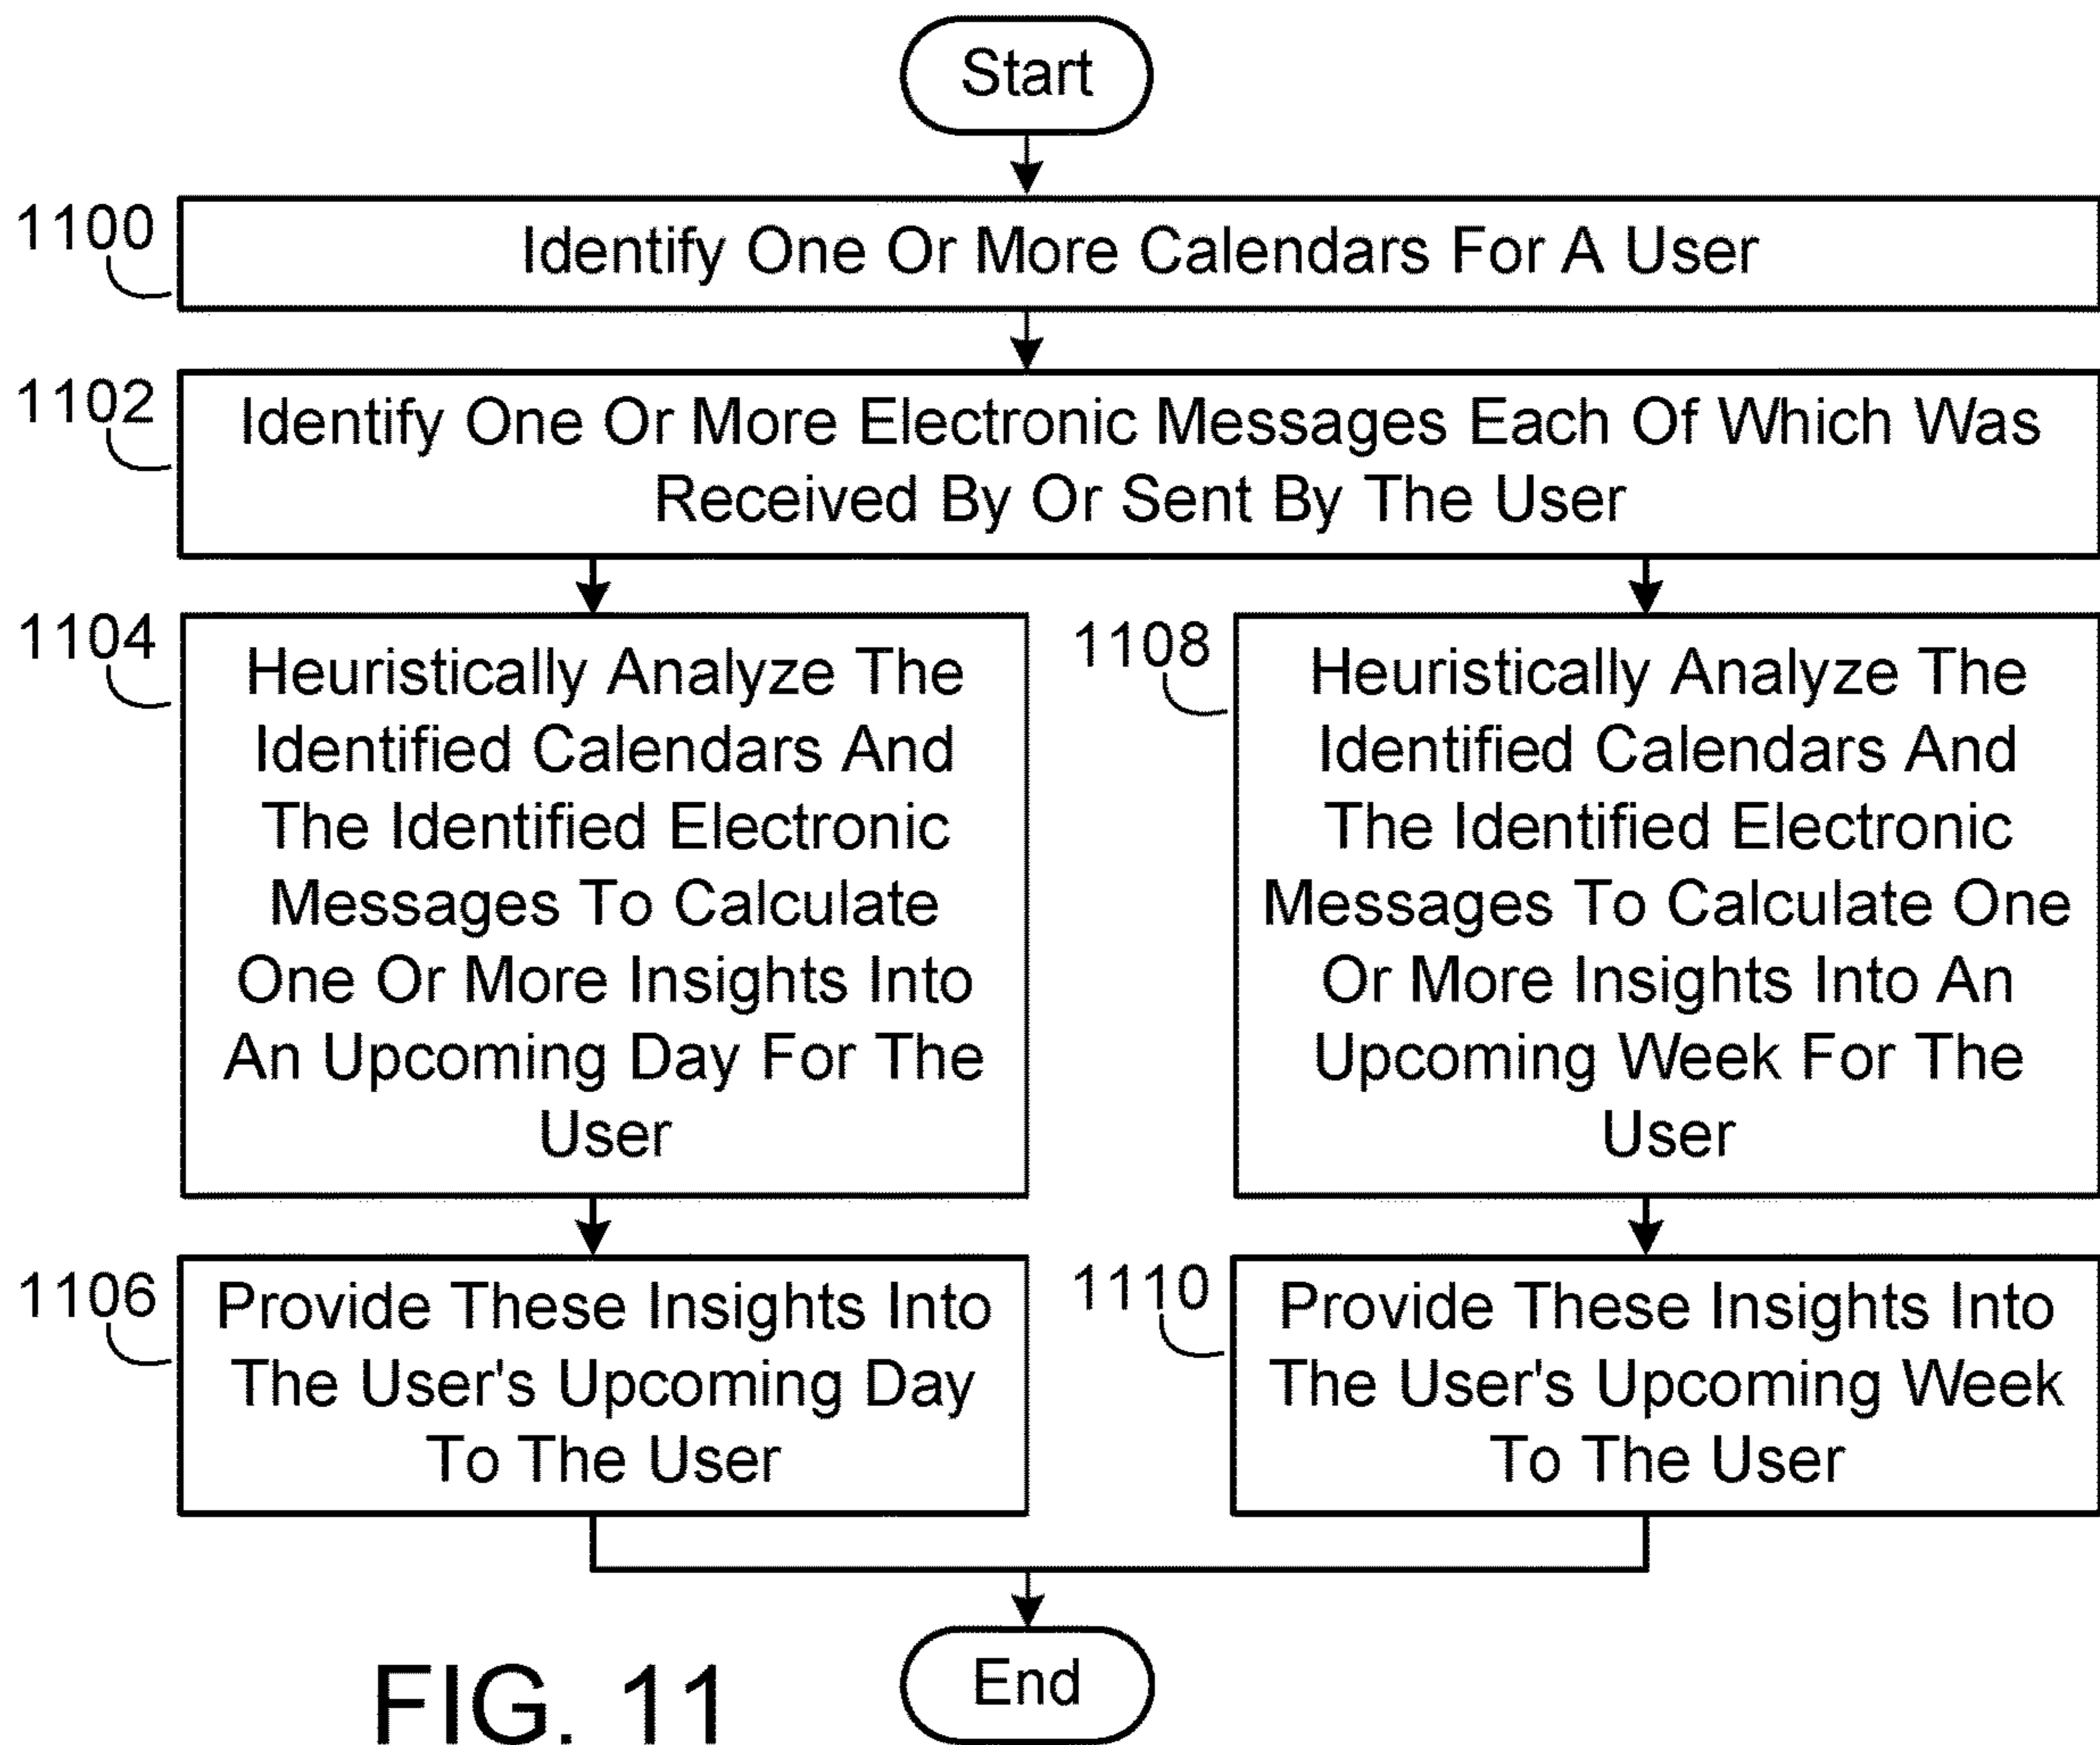 Start
1100
Identify One Or More Calendars For A User
1102
Identify One Or More Electronic Messages Each Of Which Was
Received By Or Sent By The User
1104
Heuristically Analyze The
Identified Calendars And
The Identified Electronic
Messages To Calculate
One Or More Insights Into
An Upcoming Day For The
User
1108
Heuristically Analyze The
Identified Calendars And
The Identified Electronic
Messages To Calculate One
Or More Insights Into An
Upcoming Week For The
User
1106
Provide These Insights Into
The User's Upcoming Day
To The User
1110
Provide These Insights Into
The User's Upcoming Week
To The User
End
FIG. 11